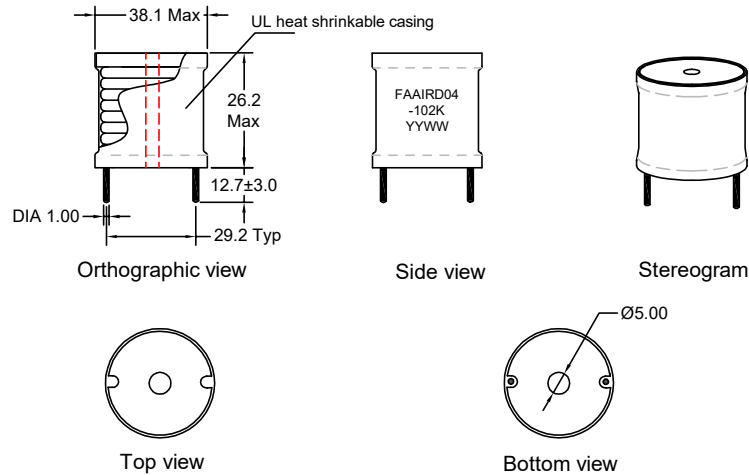 38.1 Max
UL heat shrinkable casing
26.2
Max
12.7±3.0
DIA 1.00
29.2 Typ
Orthographic view
FAAIRD04
-102K
YYWW
Side view
Stereogram
Top view
Ø5.00
Bottom view